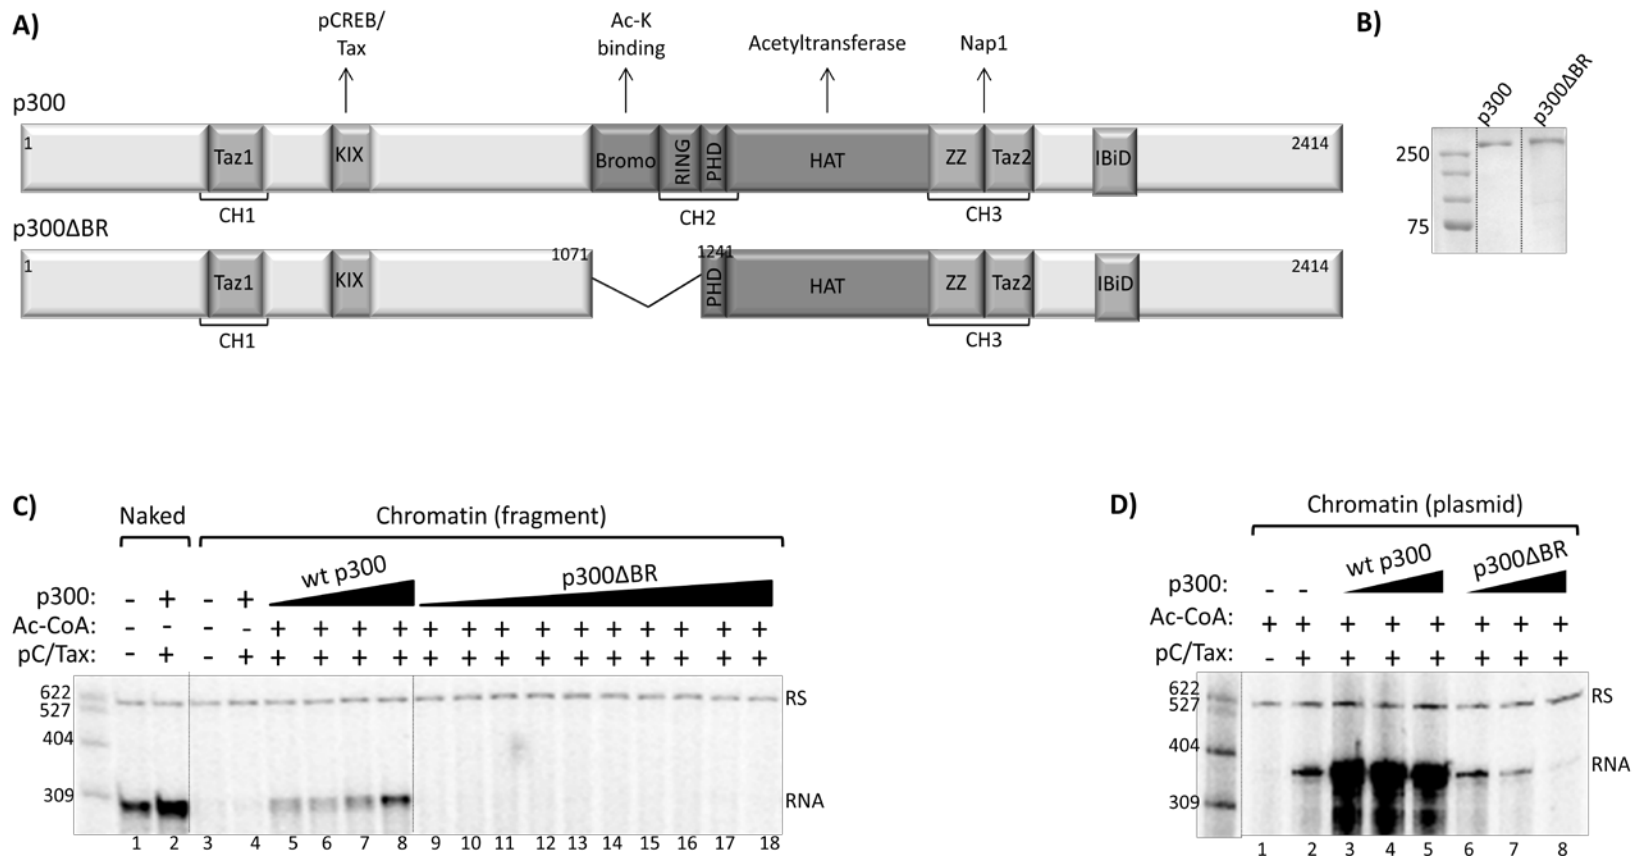 A)
pCREB/
Tax
Ac-K
binding
Acetyltransferase
Nap1
p300
1
Taz1
KIX
Bromo
RING
PHD
HAT
ZZ
Taz2
IBiD
2414
CH1
CH2
CH3
p300ΔBR
1
Taz1
KIX
1071
1241
PHD
HAT
ZZ
Taz2
IBiD
2414
CH1
CH3
B)
p300
p300ΔBR
250
75
C)
Naked
Chromatin (fragment)
wt p300
p300ΔBR
p300: - + - +
Ac-CoA: - - - - + + + + + + + + + + + + + +
pC/Tax: - + - + + + + + + + + + + + + + + +
622
527
404
309
RS
RNA
1 2 3 4 5 6 7 8 9 10 11 12 13 14 15 16 17 18
D)
Chromatin (plasmid)
wt p300
p300ΔBR
p300: - -
Ac-CoA: + + + + + + + +
pC/Tax: - + + + + + + +
622
527
404
309
RS
RNA
1 2 3 4 5 6 7 8